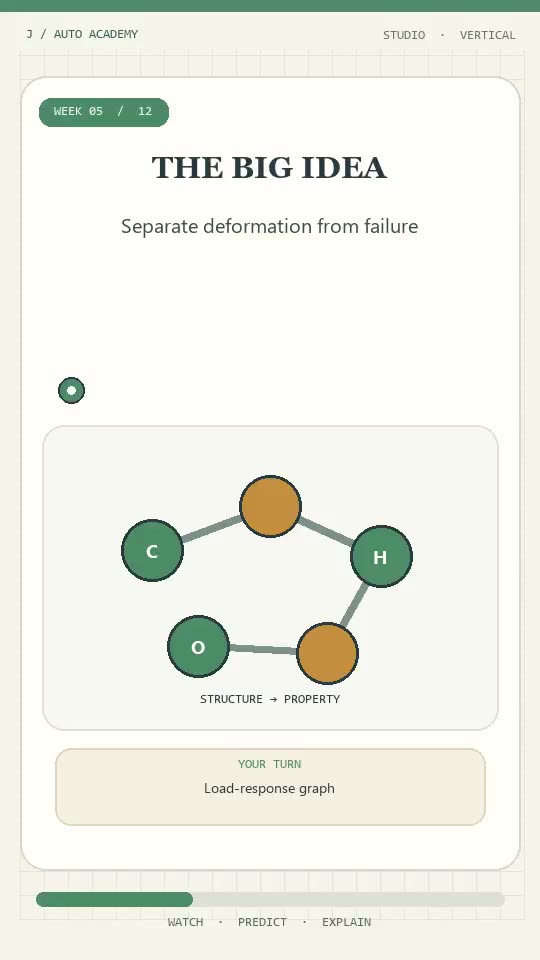 J / AUTO ACADEMY
STUDIO · VERTICAL
WEEK 05 / 12
THE BIG IDEA
Separate deformation from failure
C
H
O
STRUCTURE → PROPERTY
YOUR TURN
Load-response graph
WATCH · PREDICT · EXPLAIN